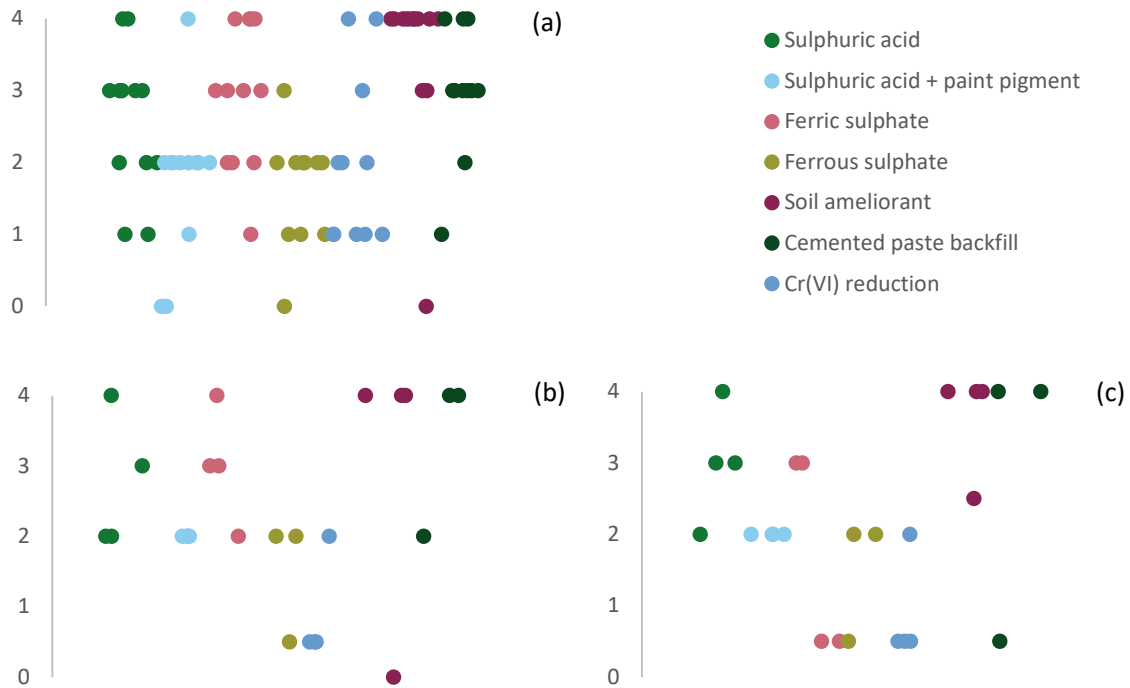 4
3
2
1
0
(a)
Sulphuric acid
Sulphuric acid + paint pigment
Ferric sulphate
Ferrous sulphate
Soil ameliorant
Cemented paste backfill
Cr(VI) reduction
4
3
2
1
0
(b)
4
3
2
1
0
(c)